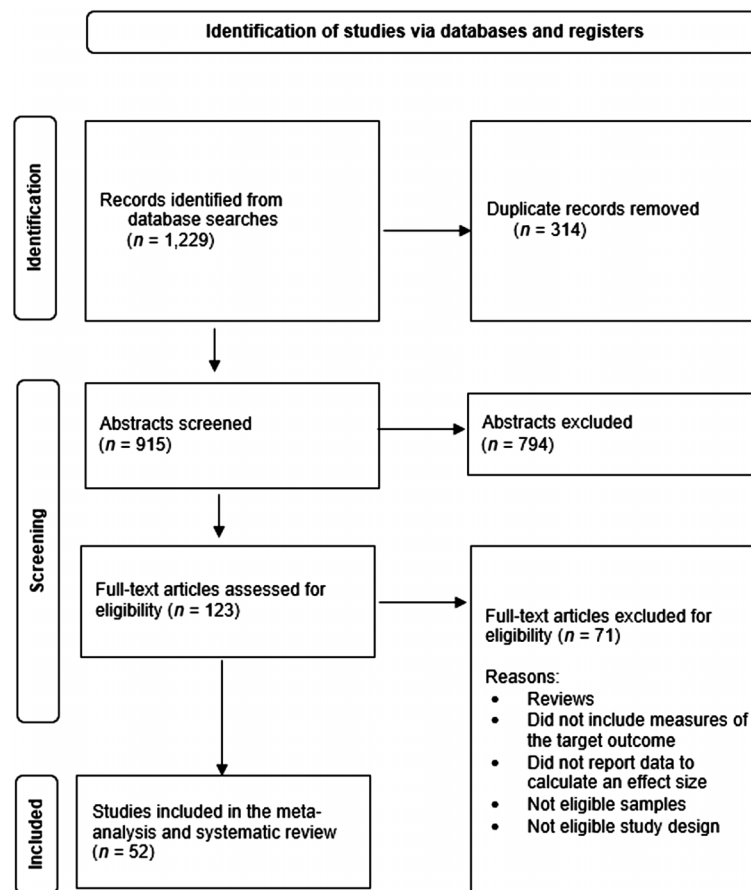 Identification of studies via databases and registers
Identification
Records identified from
database searches
(n = 1,229)
Duplicate records removed
(n = 314)
Screening
Abstracts screened
(n = 915)
Abstracts excluded
(n = 794)
Full-text articles assessed for
eligibility (n = 123)
Full-text articles excluded for
eligibility (n = 71)
Reasons:
• Reviews
• Did not include measures of
the target outcome
• Did not report data to
calculate an effect size
• Not eligible samples
• Not eligible study design
Included
Studies included in the meta-
analysis and systematic review
(n = 52)